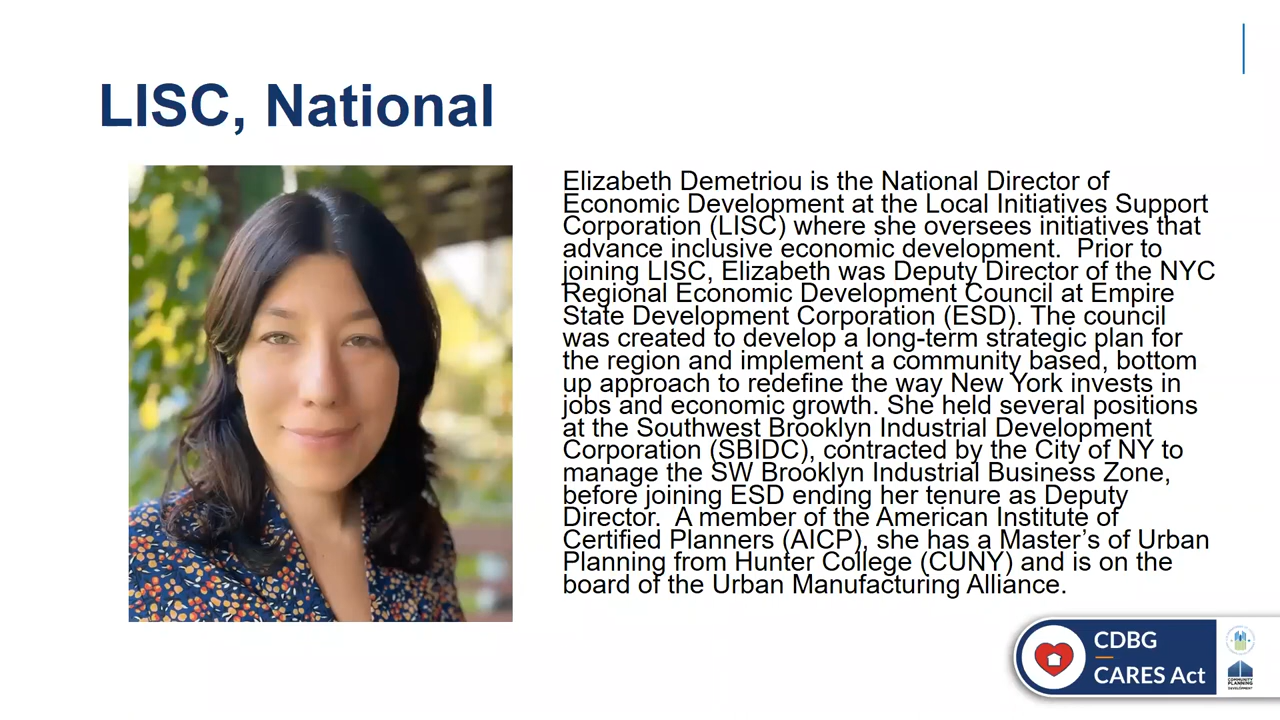 LISC, National
Elizabeth Demetriou is the National Director of
Economic Development at the Local Initiatives Support
Corporation (LISC) where she oversees initiatives that
advance inclusive economic development.  Prior to
joining LISC, Elizabeth was Deputy Director of the NYC
Regional Economic Development Council at Empire
State Development Corporation (ESD). The council
was created to develop a long-term strategic plan for
the region and implement a community based, bottom
up approach to redefine the way New York invests in
jobs and economic growth. She held several positions
at the Southwest Brooklyn Industrial Development
Corporation (SBIDC), contracted by the City of NY to
manage the SW Brooklyn Industrial Business Zone,
before joining ESD ending her tenure as Deputy
Director.  A member of the American Institute of
Certified Planners (AICP), she has a Master’s of Urban
Planning from Hunter College (CUNY) and is on the
board of the Urban Manufacturing Alliance.
CDBG
CARES Act
COMMUNITY
PLANNING
DEVELOPMENT